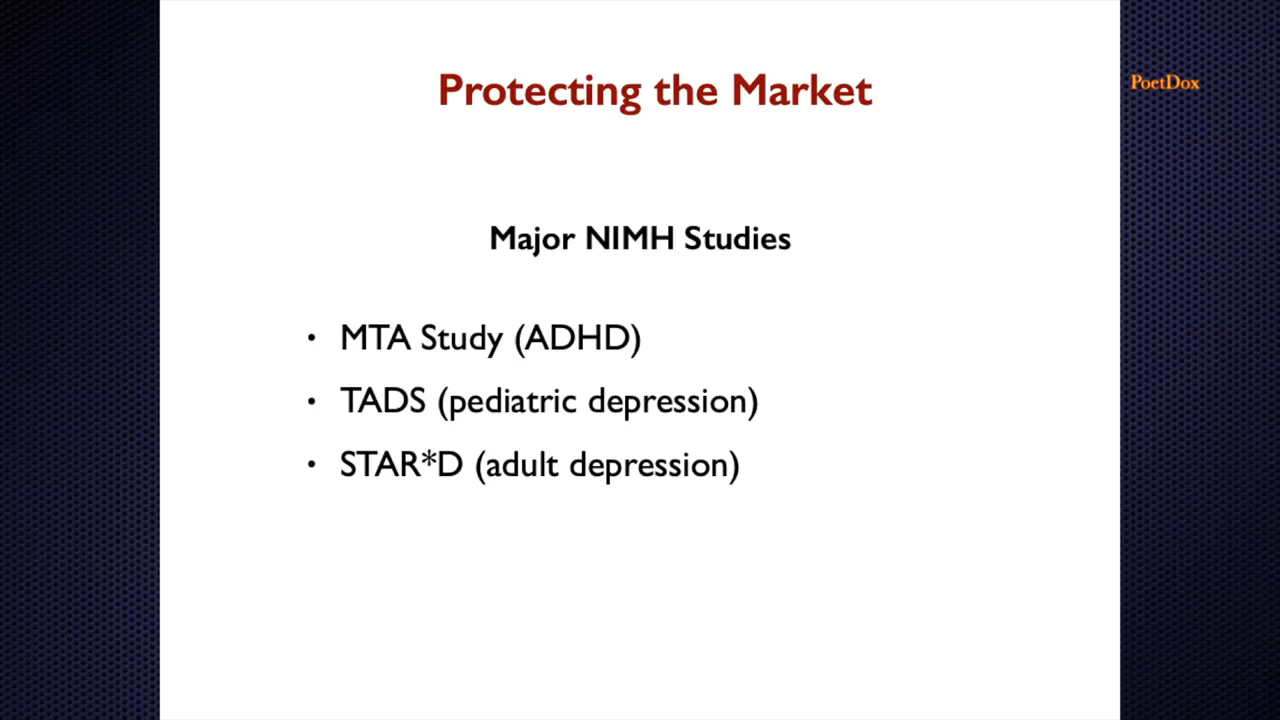 Protecting the Market
PoetDox
Major NIMH Studies
• MTA Study (ADHD)
• TADS (pediatric depression)
• STAR*D (adult depression)